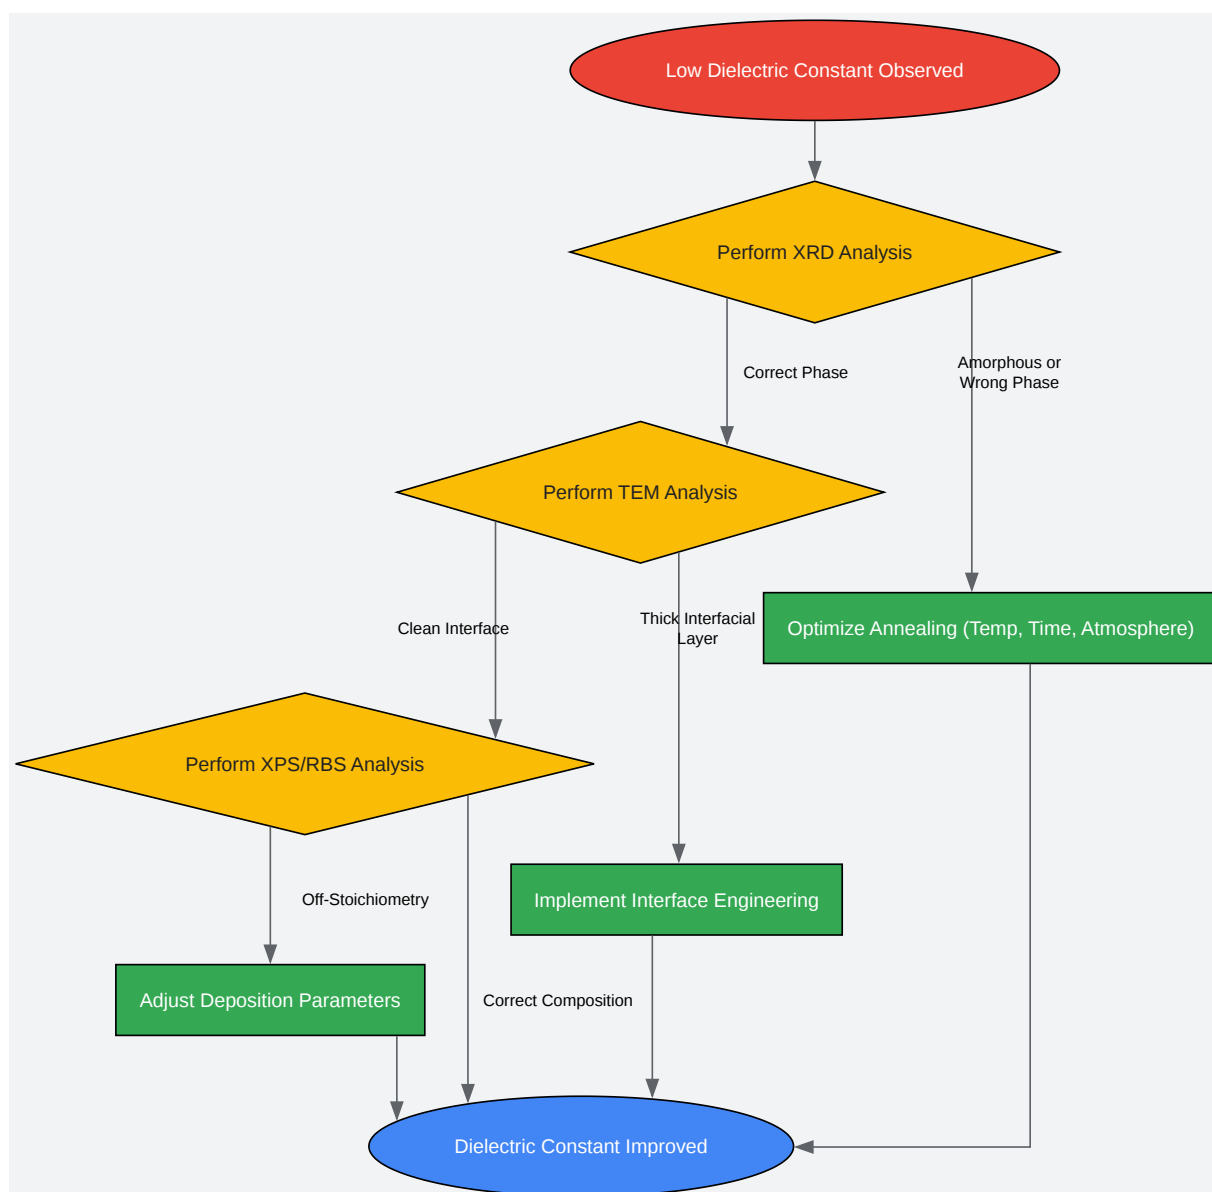 Low Dielectric Constant Observed
Perform XRD Analysis
Correct Phase
Amorphous or
Wrong Phase
Perform TEM Analysis
Clean Interface
Thick Interfacial
Layer
Optimize Annealing (Temp, Time, Atmosphere)
Perform XPS/RBS Analysis
Off-Stoichiometry
Implement Interface Engineering
Adjust Deposition Parameters
Correct Composition
Dielectric Constant Improved